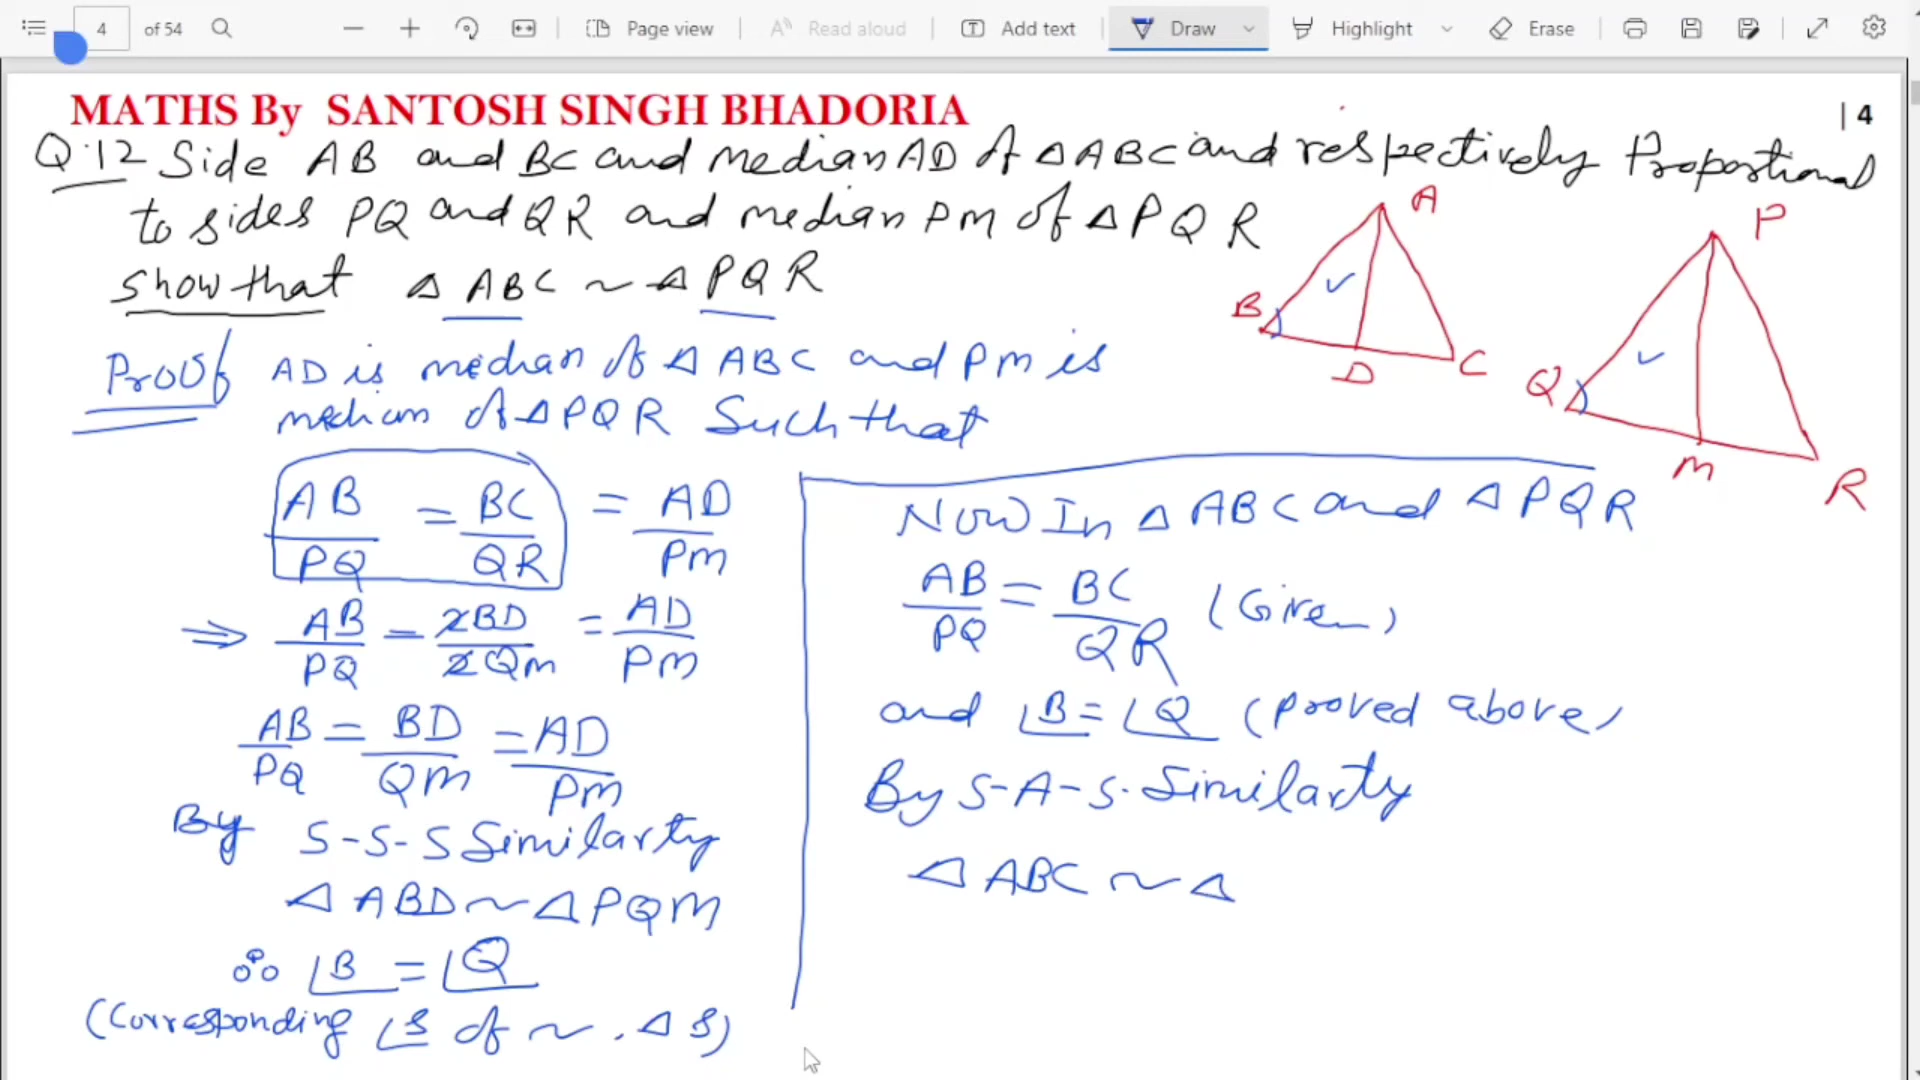 4 of 54 Page view Read aloud Add text Draw Highlight Erase
MATHS By SANTOSH SINGH BHADORIA
| 4
Q.12 Side AB and BC and median AD of △ABC and respectively Proportional
to sides PQ and QR and median PM of △PQR
show that △ABC ~ △PQR
A
B
D
C
P
Q
M
R
Proof AD is median of △ABC and PM is
median of △PQR Such that
AB/PQ = BC/QR = AD/PM
⇒ AB/PQ = 2BD/2QM = AD/PM
AB/PQ = BD/QM = AD/PM
By S-S-S Similarty
△ABD ~ △PQM
∴ ∠B = ∠Q
(Corresponding ∠s of ~ . △s)
Now In △ABC and △PQR
AB/PQ = BC/QR (Given)
and ∠B = ∠Q (Proved above)
By S-A-S. Similarty
△ABC ~ △